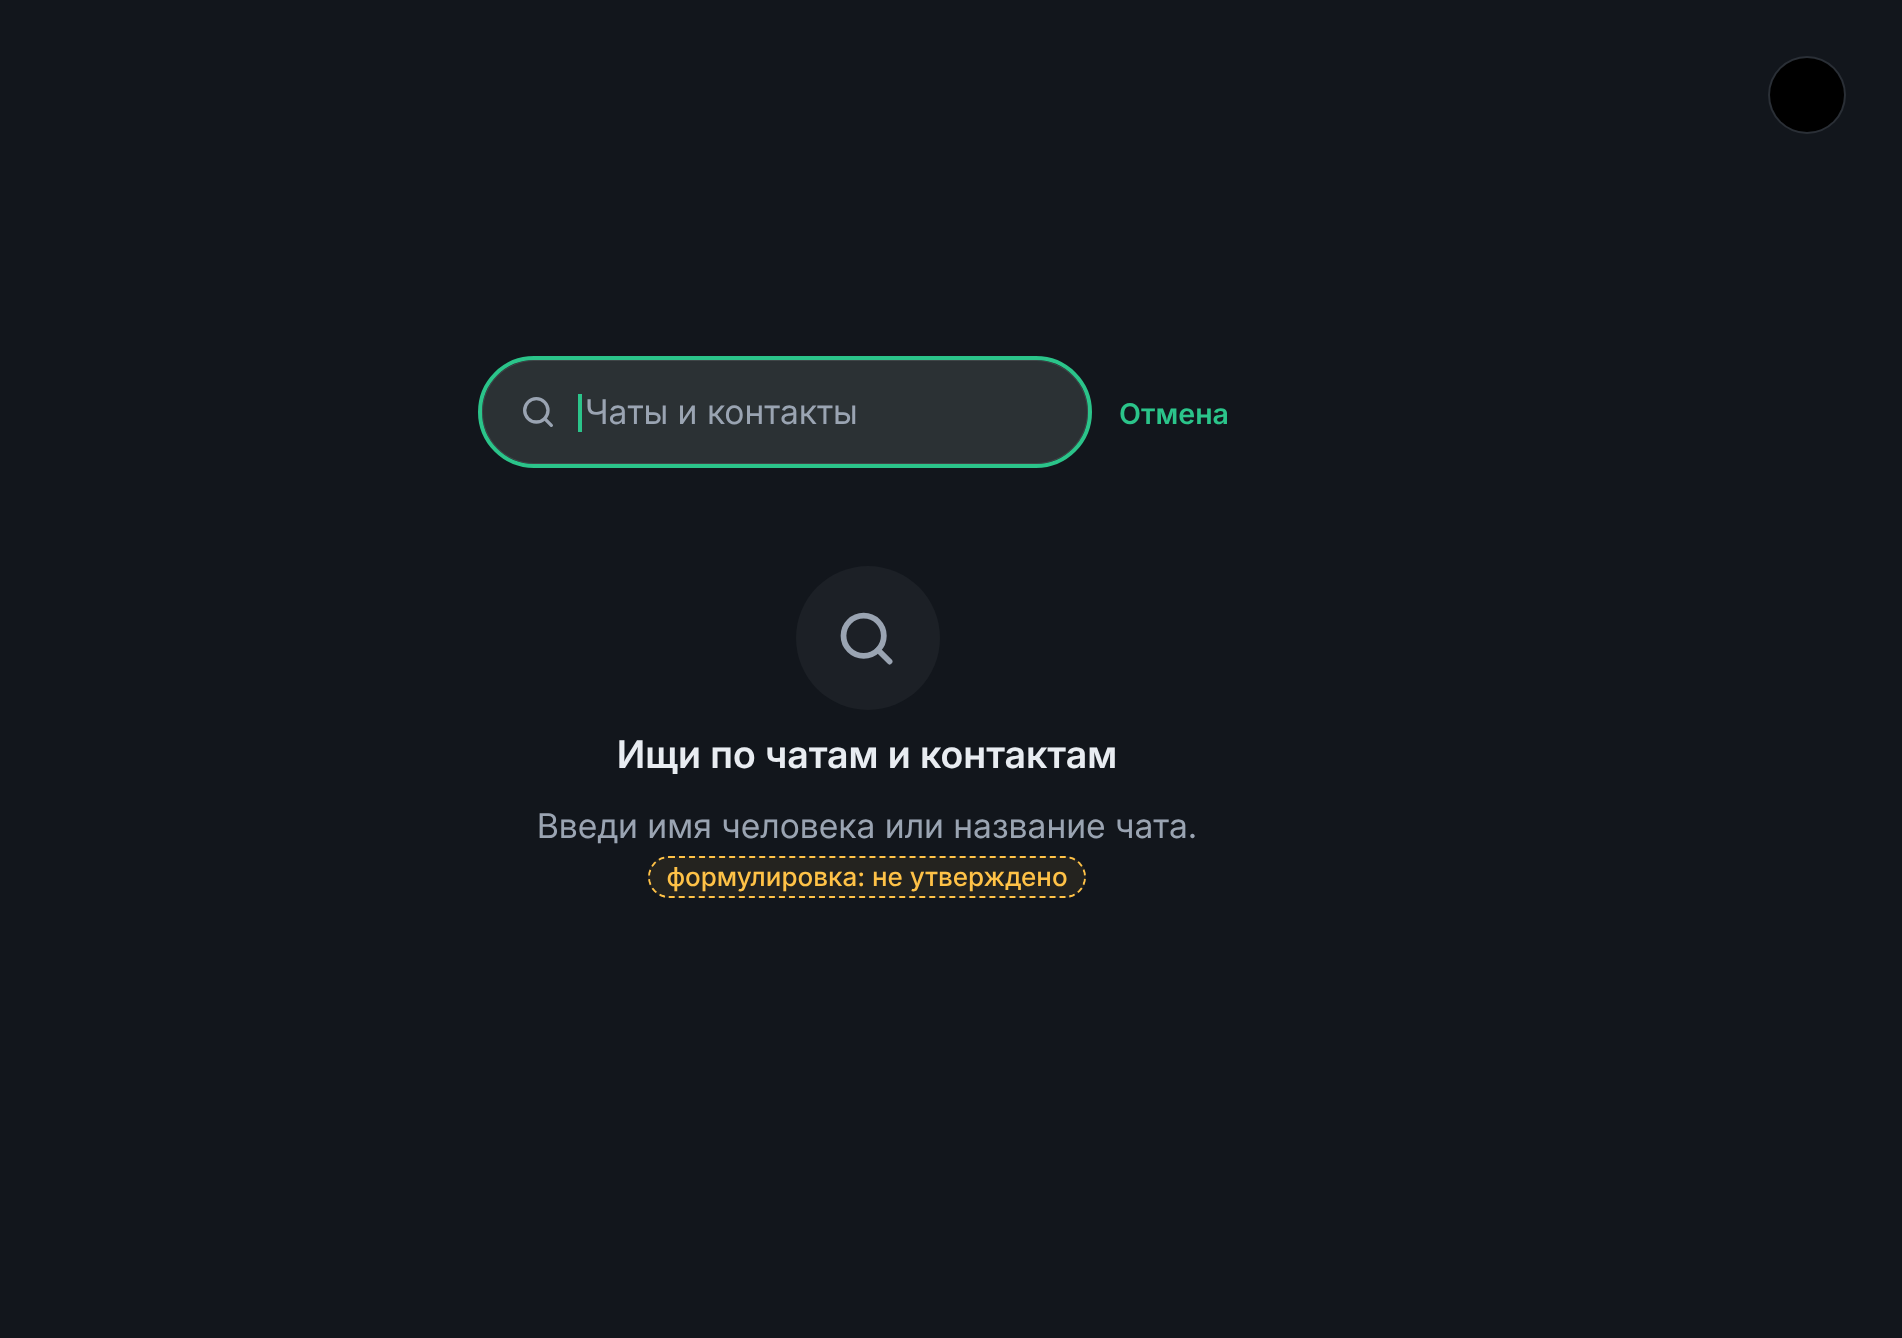 Чаты и контакты
Отмена
Ищи по чатам и контактам
Введи имя человека или название чата.
формулировка: не утверждено